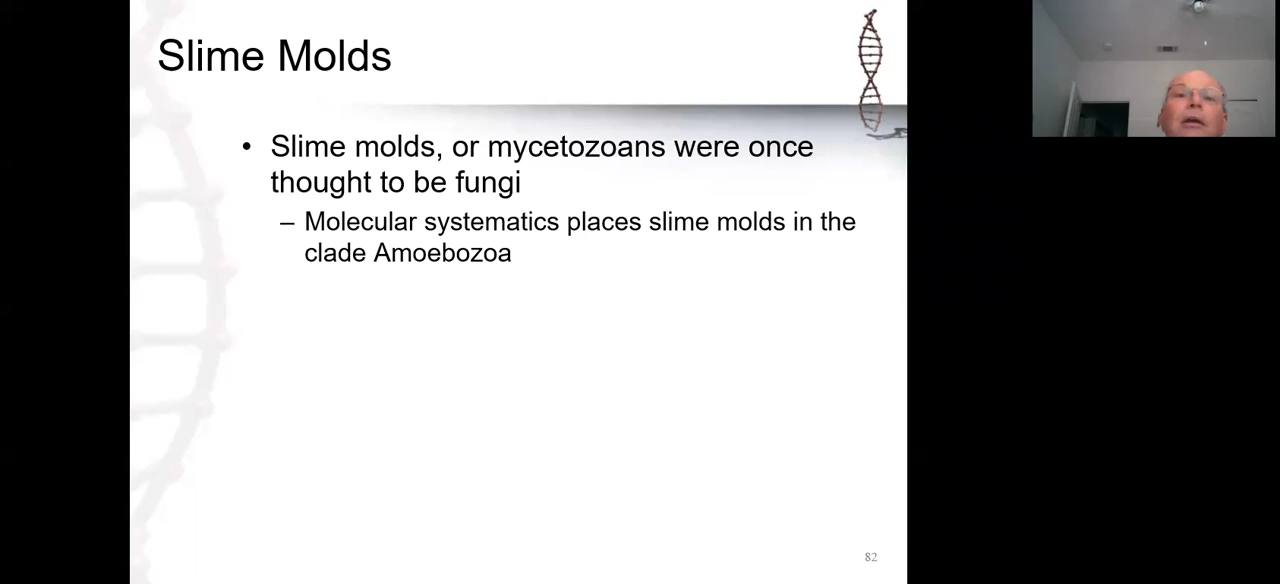 Slime Molds
• Slime molds, or mycetozoans were once
thought to be fungi
– Molecular systematics places slime molds in the
clade Amoebozoa
82